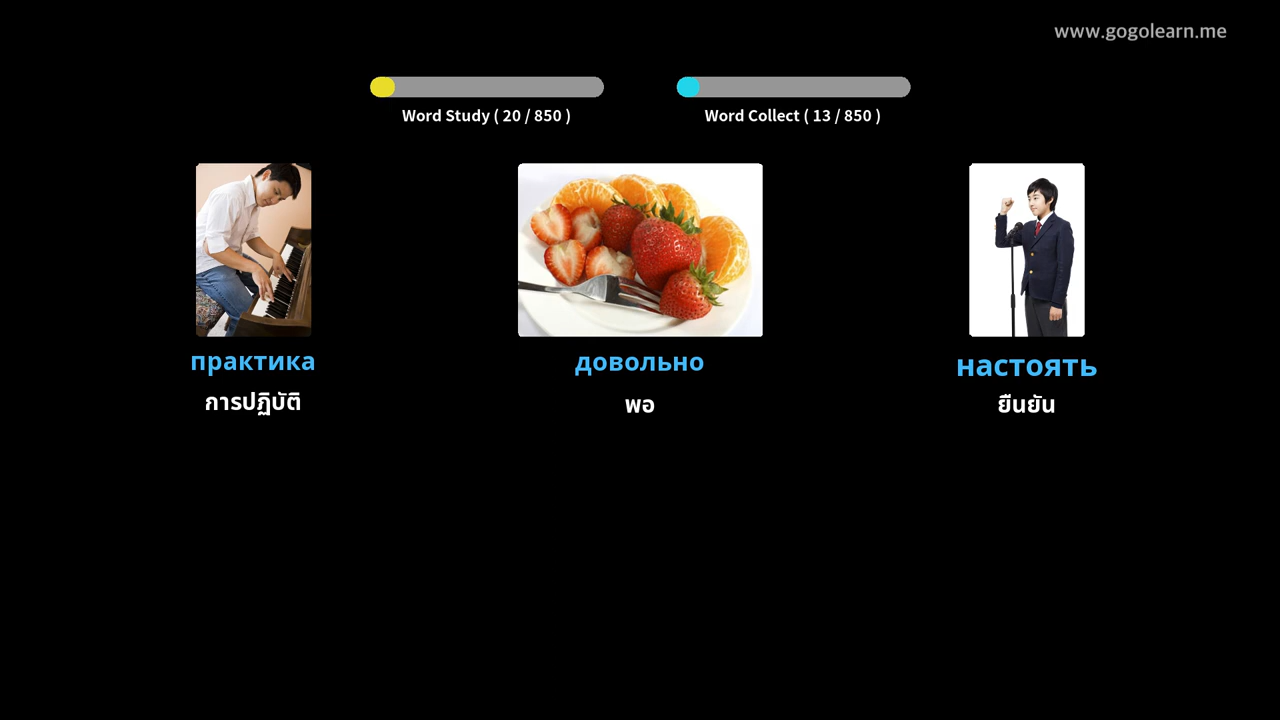 www.gogolearn.me
Word Study ( 20 / 850 )
Word Collect ( 13 / 850 )
практика
довольно
настоять
การปฏิบัติ
พอ
ยืนยัน